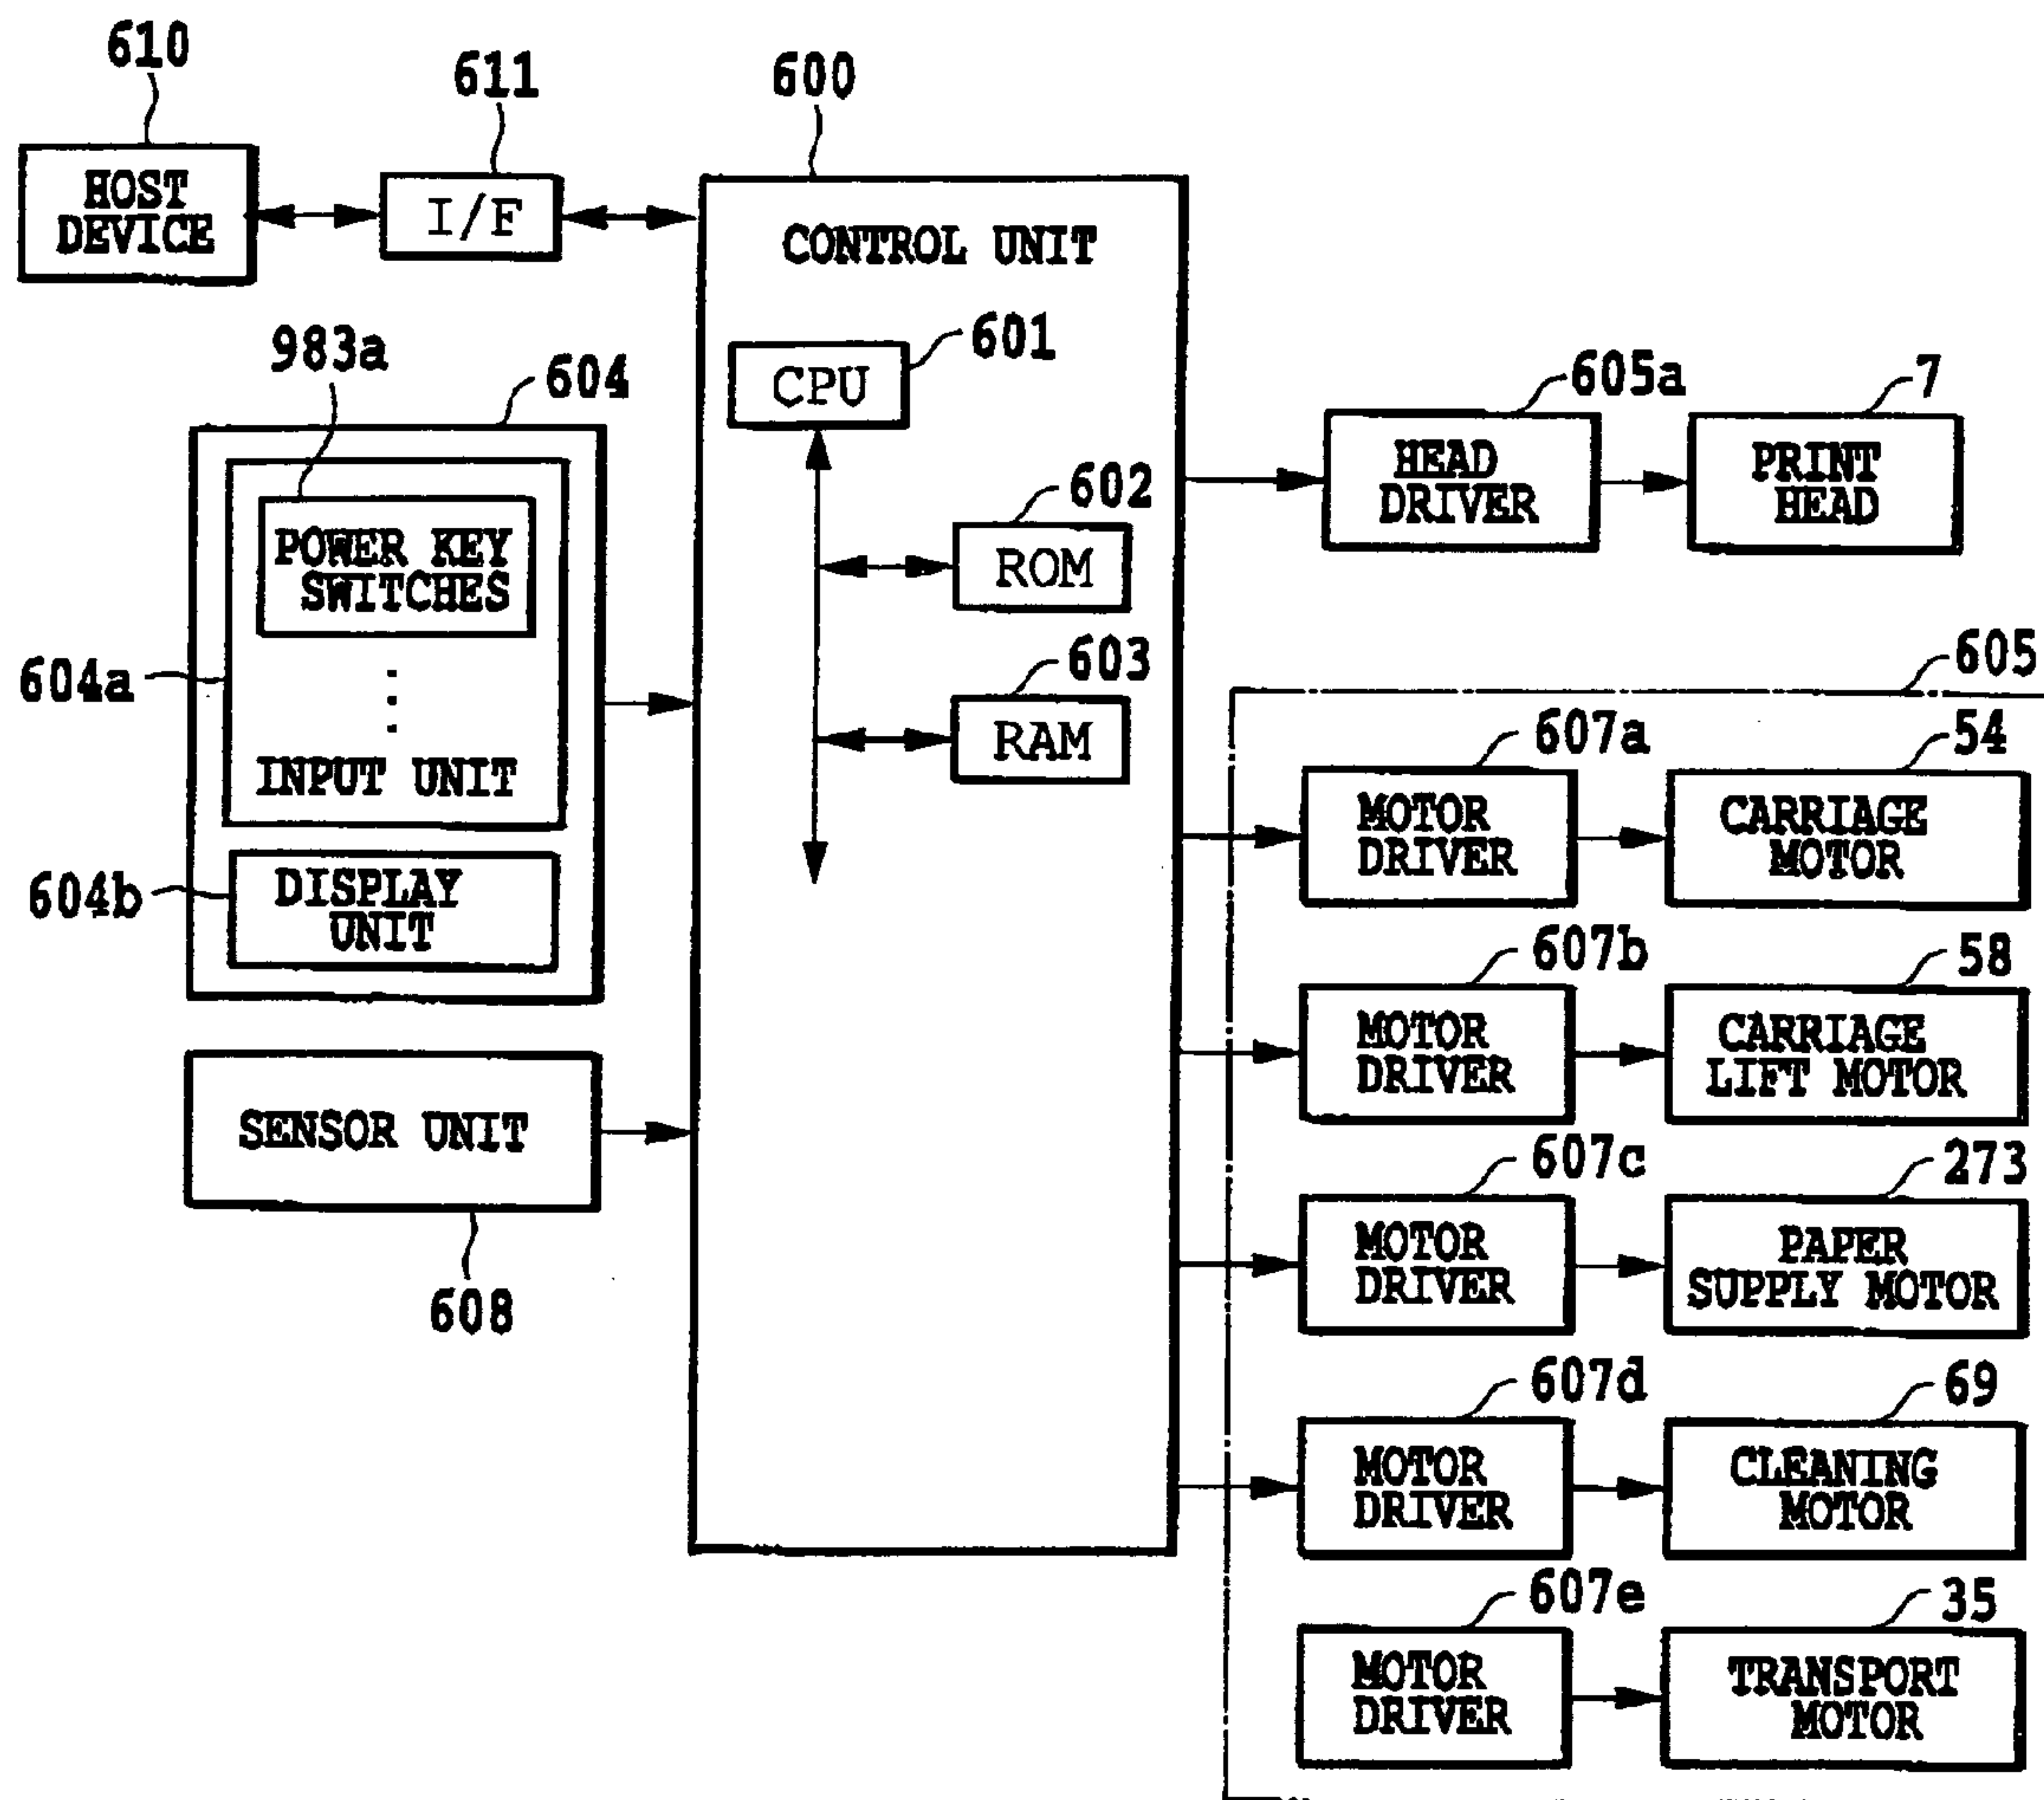 610
611
600
HOST
DEVICE
I/F
CONTROL UNIT
983a
604
POWER KEY
SWITCHES
604a
INPUT UNIT
604b
DISPLAY
UNIT
SENSOR UNIT
608
601
CPU
602
ROM
603
RAM
605a
7
HEAD
DRIVER
PRINT
HEAD
605
607a
54
MOTOR
DRIVER
CARRIAGE
MOTOR
607b
58
MOTOR
DRIVER
CARRIAGE
LIFT MOTOR
607c
273
MOTOR
DRIVER
PAPER
SUPPLY MOTOR
607d
69
MOTOR
DRIVER
CLEANING
MOTOR
607e
35
MOTOR
DRIVER
TRANSPORT
MOTOR